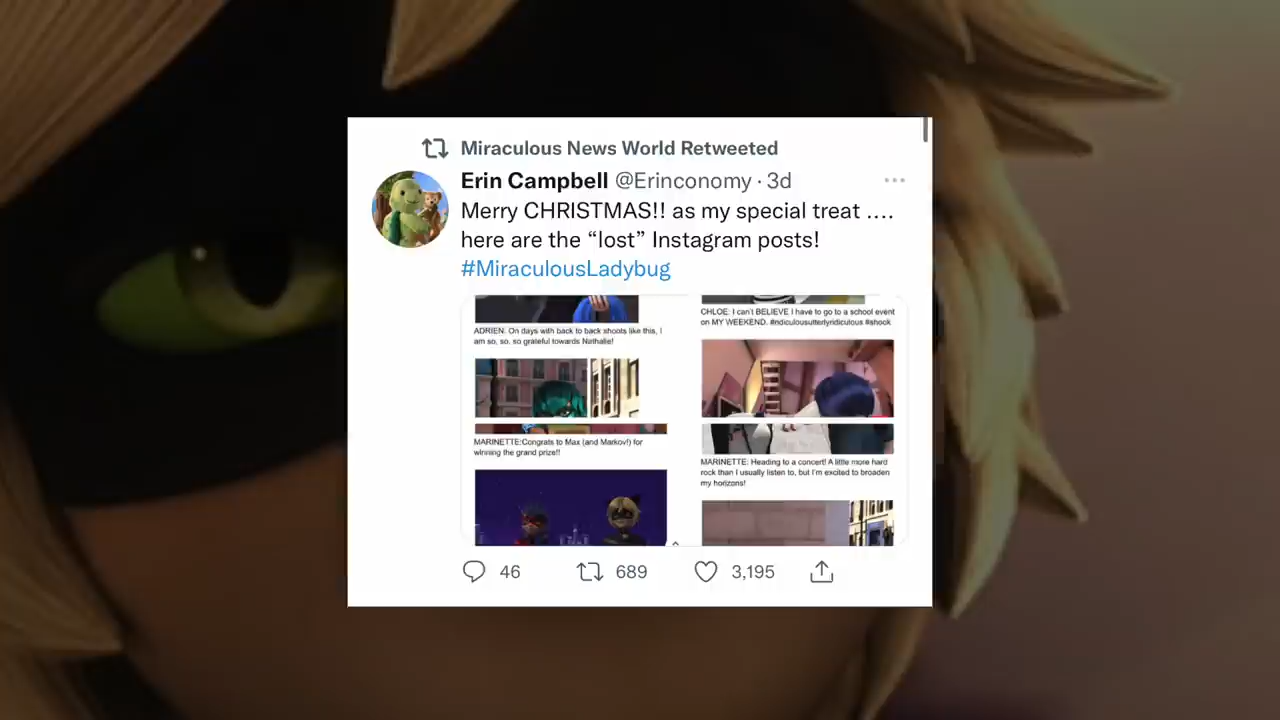 Miraculous News World Retweeted
Erin Campbell @Erinconomy · 3d
Merry CHRISTMAS!! as my special treat ....
here are the “lost” Instagram posts!
#MiraculousLadybug
ADRIEN: On days with back to back shoots like this, I
am so, so, so grateful towards Nathalie!
MARINETTE:Congrats to Max (and Markov!) for
winning the grand prize!!
CHLOE: I can't BELIEVE I have to go to a school event
on MY WEEKEND. #ridiculousutterlyridiculous #shook
MARINETTE: Heading to a concert! A little more hard
rock than I usually listen to, but I'm excited to broaden
my horizons!
46
689
3,195